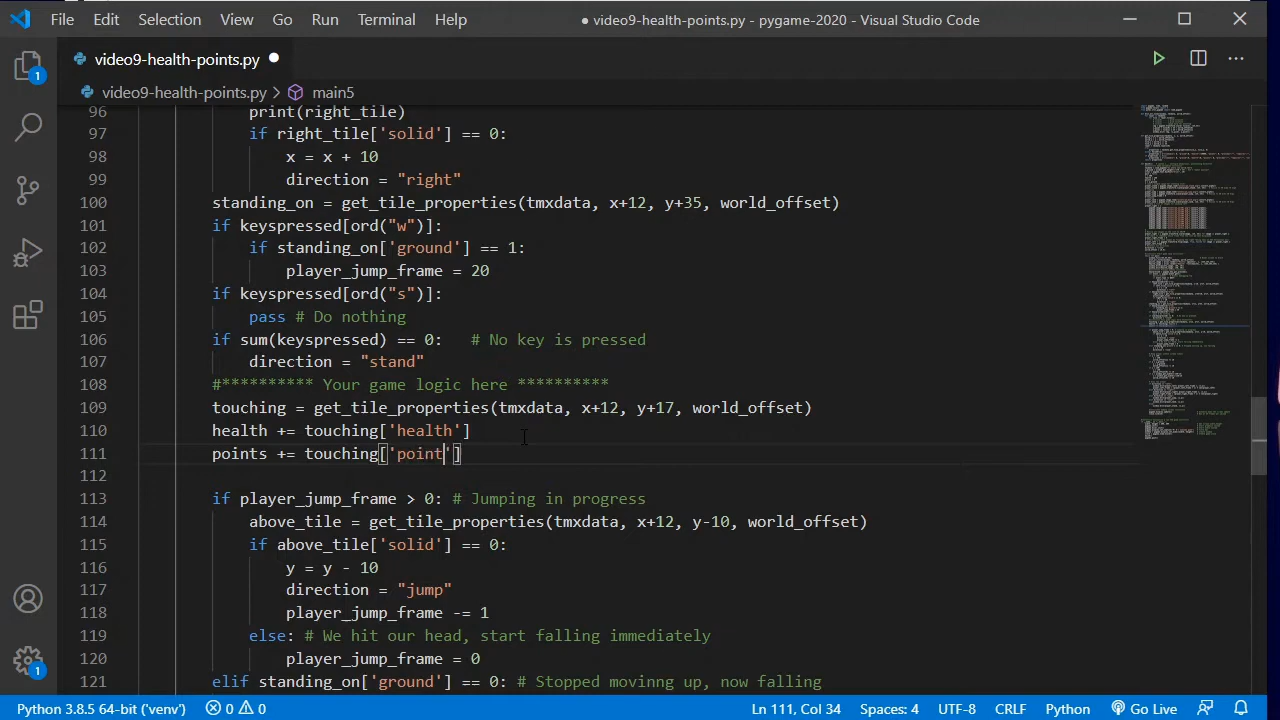 File Edit Selection View Go Run Terminal Help ● video9-health-points.py - pygame-2020 - Visual Studio Code
video9-health-points.py ●
video9-health-points.py > main5
96 print(right_tile)
97 if right_tile['solid'] == 0:
98 x = x + 10
99 direction = "right"
100 standing_on = get_tile_properties(tmxdata, x+12, y+35, world_offset)
101 if keyspressed[ord("w")]:
102 if standing_on['ground'] == 1:
103 player_jump_frame = 20
104 if keyspressed[ord("s")]:
105 pass # Do nothing
106 if sum(keyspressed) == 0: # No key is pressed
107 direction = "stand"
108 #********** Your game logic here **********
109 touching = get_tile_properties(tmxdata, x+12, y+17, world_offset)
110 health += touching['health']
111 points += touching['point']
112
113 if player_jump_frame > 0: # Jumping in progress
114 above_tile = get_tile_properties(tmxdata, x+12, y-10, world_offset)
115 if above_tile['solid'] == 0:
116 y = y - 10
117 direction = "jump"
118 player_jump_frame -= 1
119 else: # We hit our head, start falling immediately
120 player_jump_frame = 0
121 elif standing_on['ground'] == 0: # Stopped movinng up, now falling
1
1
Python 3.8.5 64-bit ('venv') 0 0 Ln 111, Col 34 Spaces: 4 UTF-8 CRLF Python Go Live